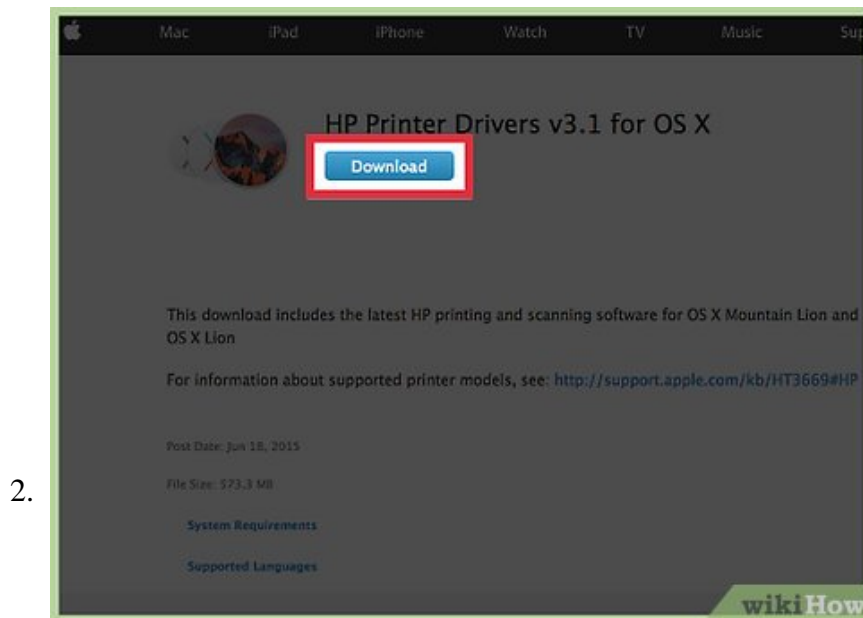 Mac iPad iPhone Watch TV Music Sup
HP Printer Drivers v3.1 for OS X
Download
This download includes the latest HP printing and scanning software for OS X Mountain Lion and
OS X Lion
For information about supported printer models, see: http://support.apple.com/kb/HT3669#HP
Post Date: Jun 18, 2015
File Size: 573.3 MB
2.
System Requirements
Supported Languages
wikiHow